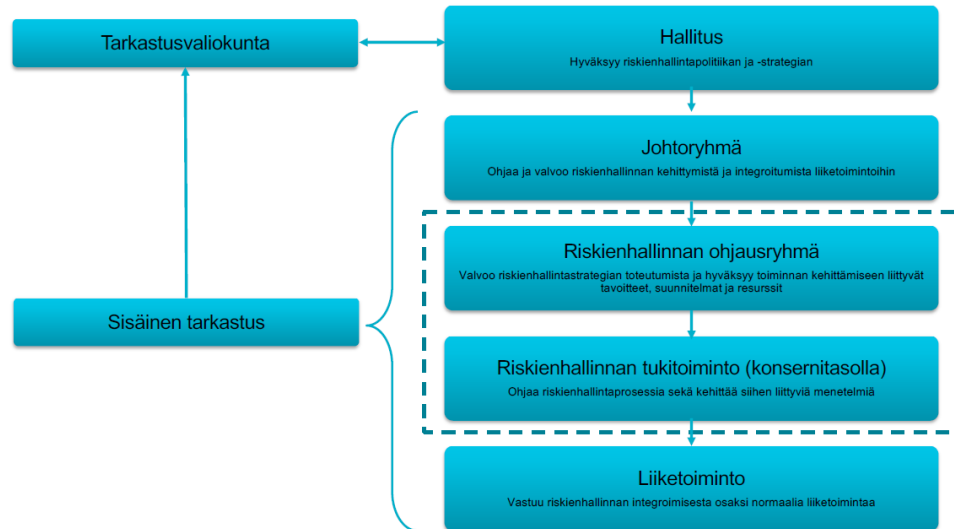 Tarkastusvaliokunta
Hallitus
Hyväksyy riskienhallintapolitiikan ja -strategian
Johtoryhmä
Ohjaa ja valvoo riskienhallinnan kehittymistä ja integroitumista liiketoimintoihin
Riskienhallinnan ohjausryhmä
Valvoo riskienhallintastrategian toteutumista ja hyväksyy toiminnan kehittämiseen liittyvät
tavoitteet, suunnitelmat ja resurssit
Sisäinen tarkastus
Riskienhallinnan tukitoiminto (konsernitasolla)
Ohjaa riskienhallintaprosessia sekä kehittää siihen liittyviä menetelmiä
Liiketoiminto
Vastuu riskienhallinnan integroimisesta osaksi normaalia liiketoimintaa